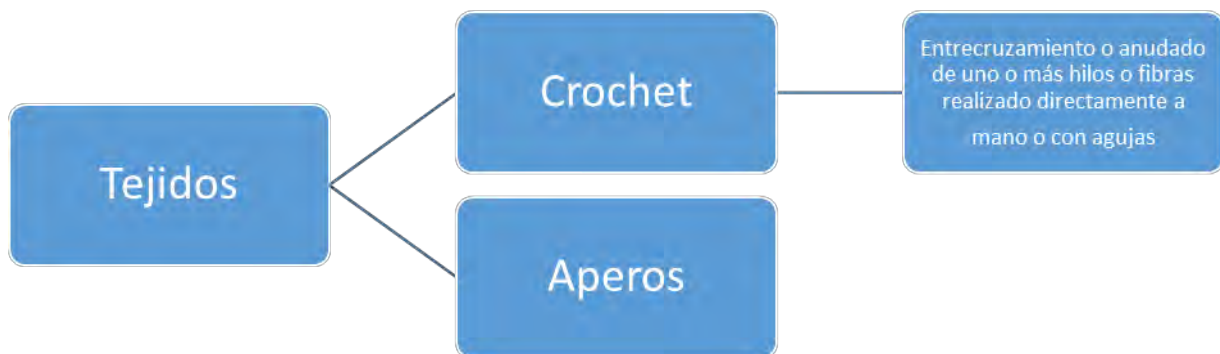 Tejidos
Crochet
Entrecruzamiento o anudado
de uno o más hilos o fibras
realizado directamente a
mano o con agujas
Aperos